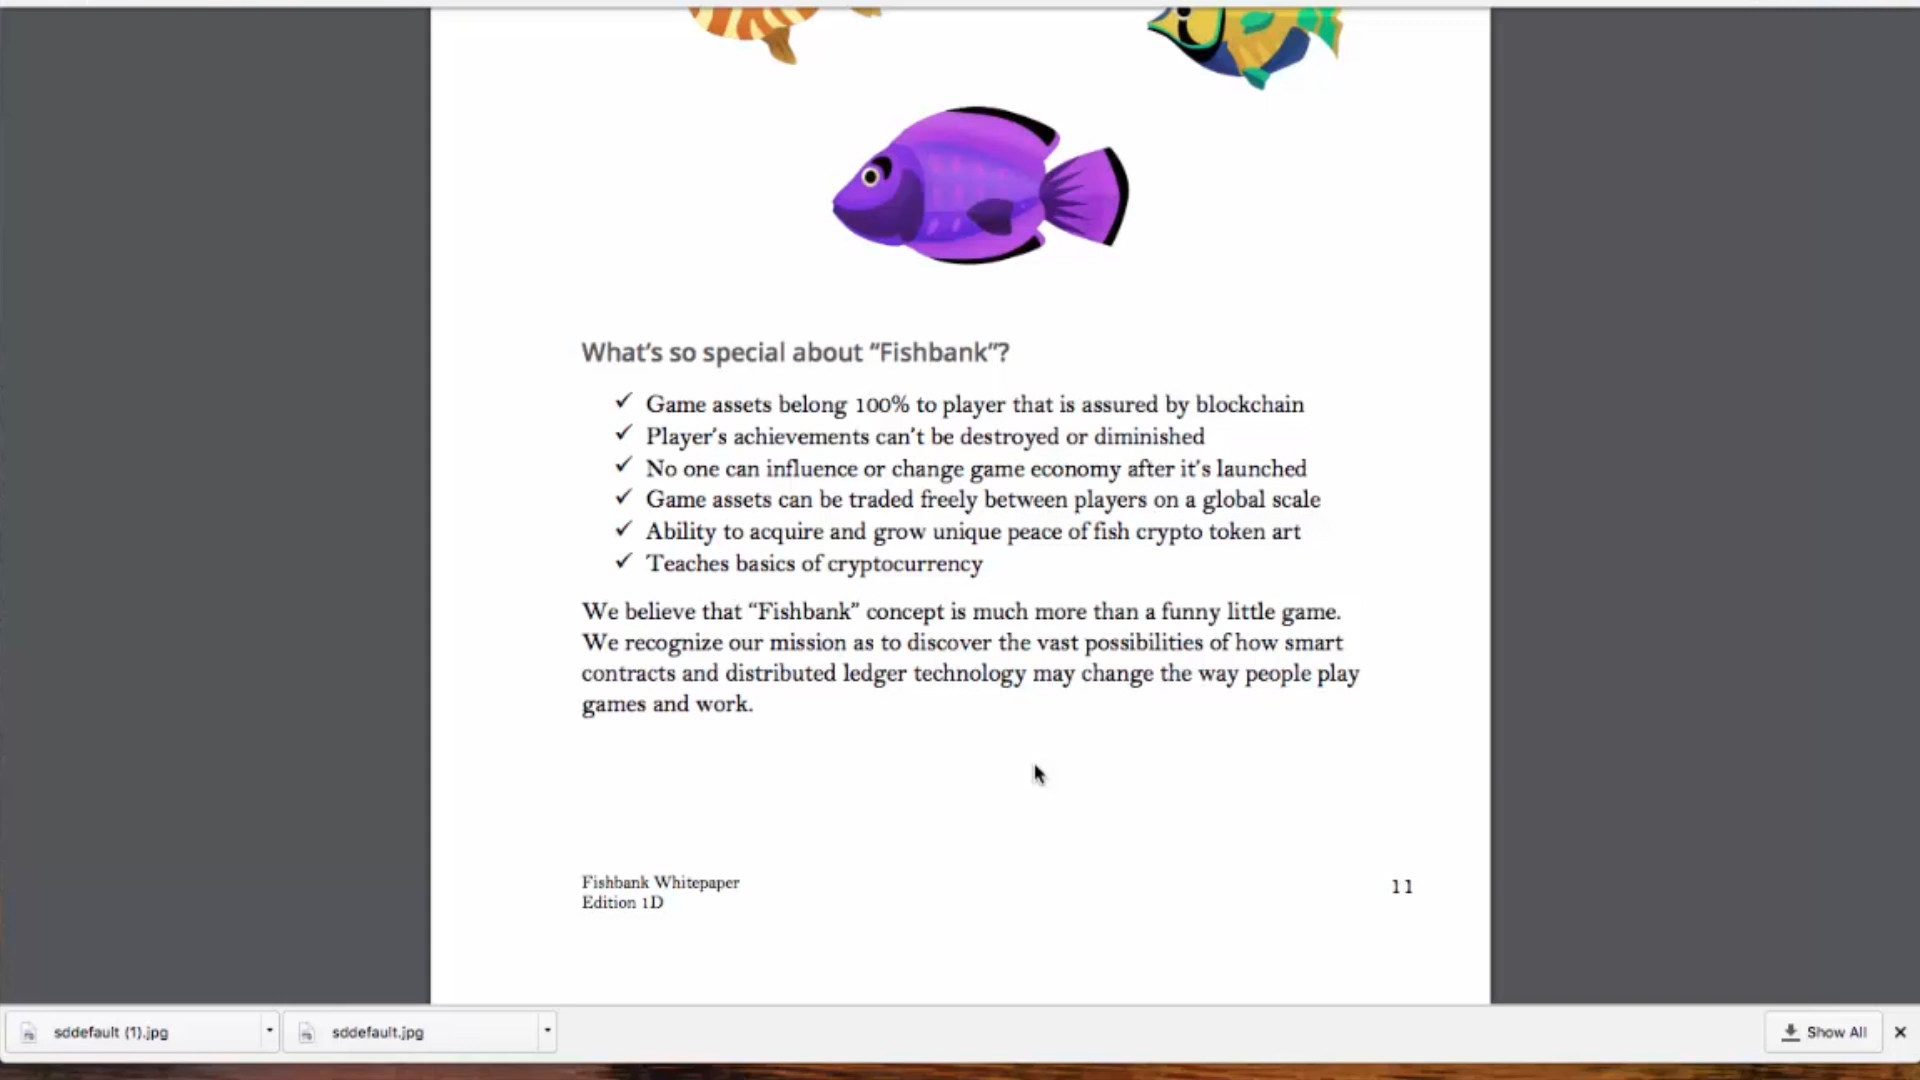 What's so special about “Fishbank”?
✓ Game assets belong 100% to player that is assured by blockchain
✓ Player's achievements can't be destroyed or diminished
✓ No one can influence or change game economy after it's launched
✓ Game assets can be traded freely between players on a global scale
✓ Ability to acquire and grow unique peace of fish crypto token art
✓ Teaches basics of cryptocurrency
We believe that “Fishbank” concept is much more than a funny little game.
We recognize our mission as to discover the vast possibilities of how smart
contracts and distributed ledger technology may change the way people play
games and work.
Fishbank Whitepaper
Edition 1D
11
sddefault (1).jpg
sddefault.jpg
Show All